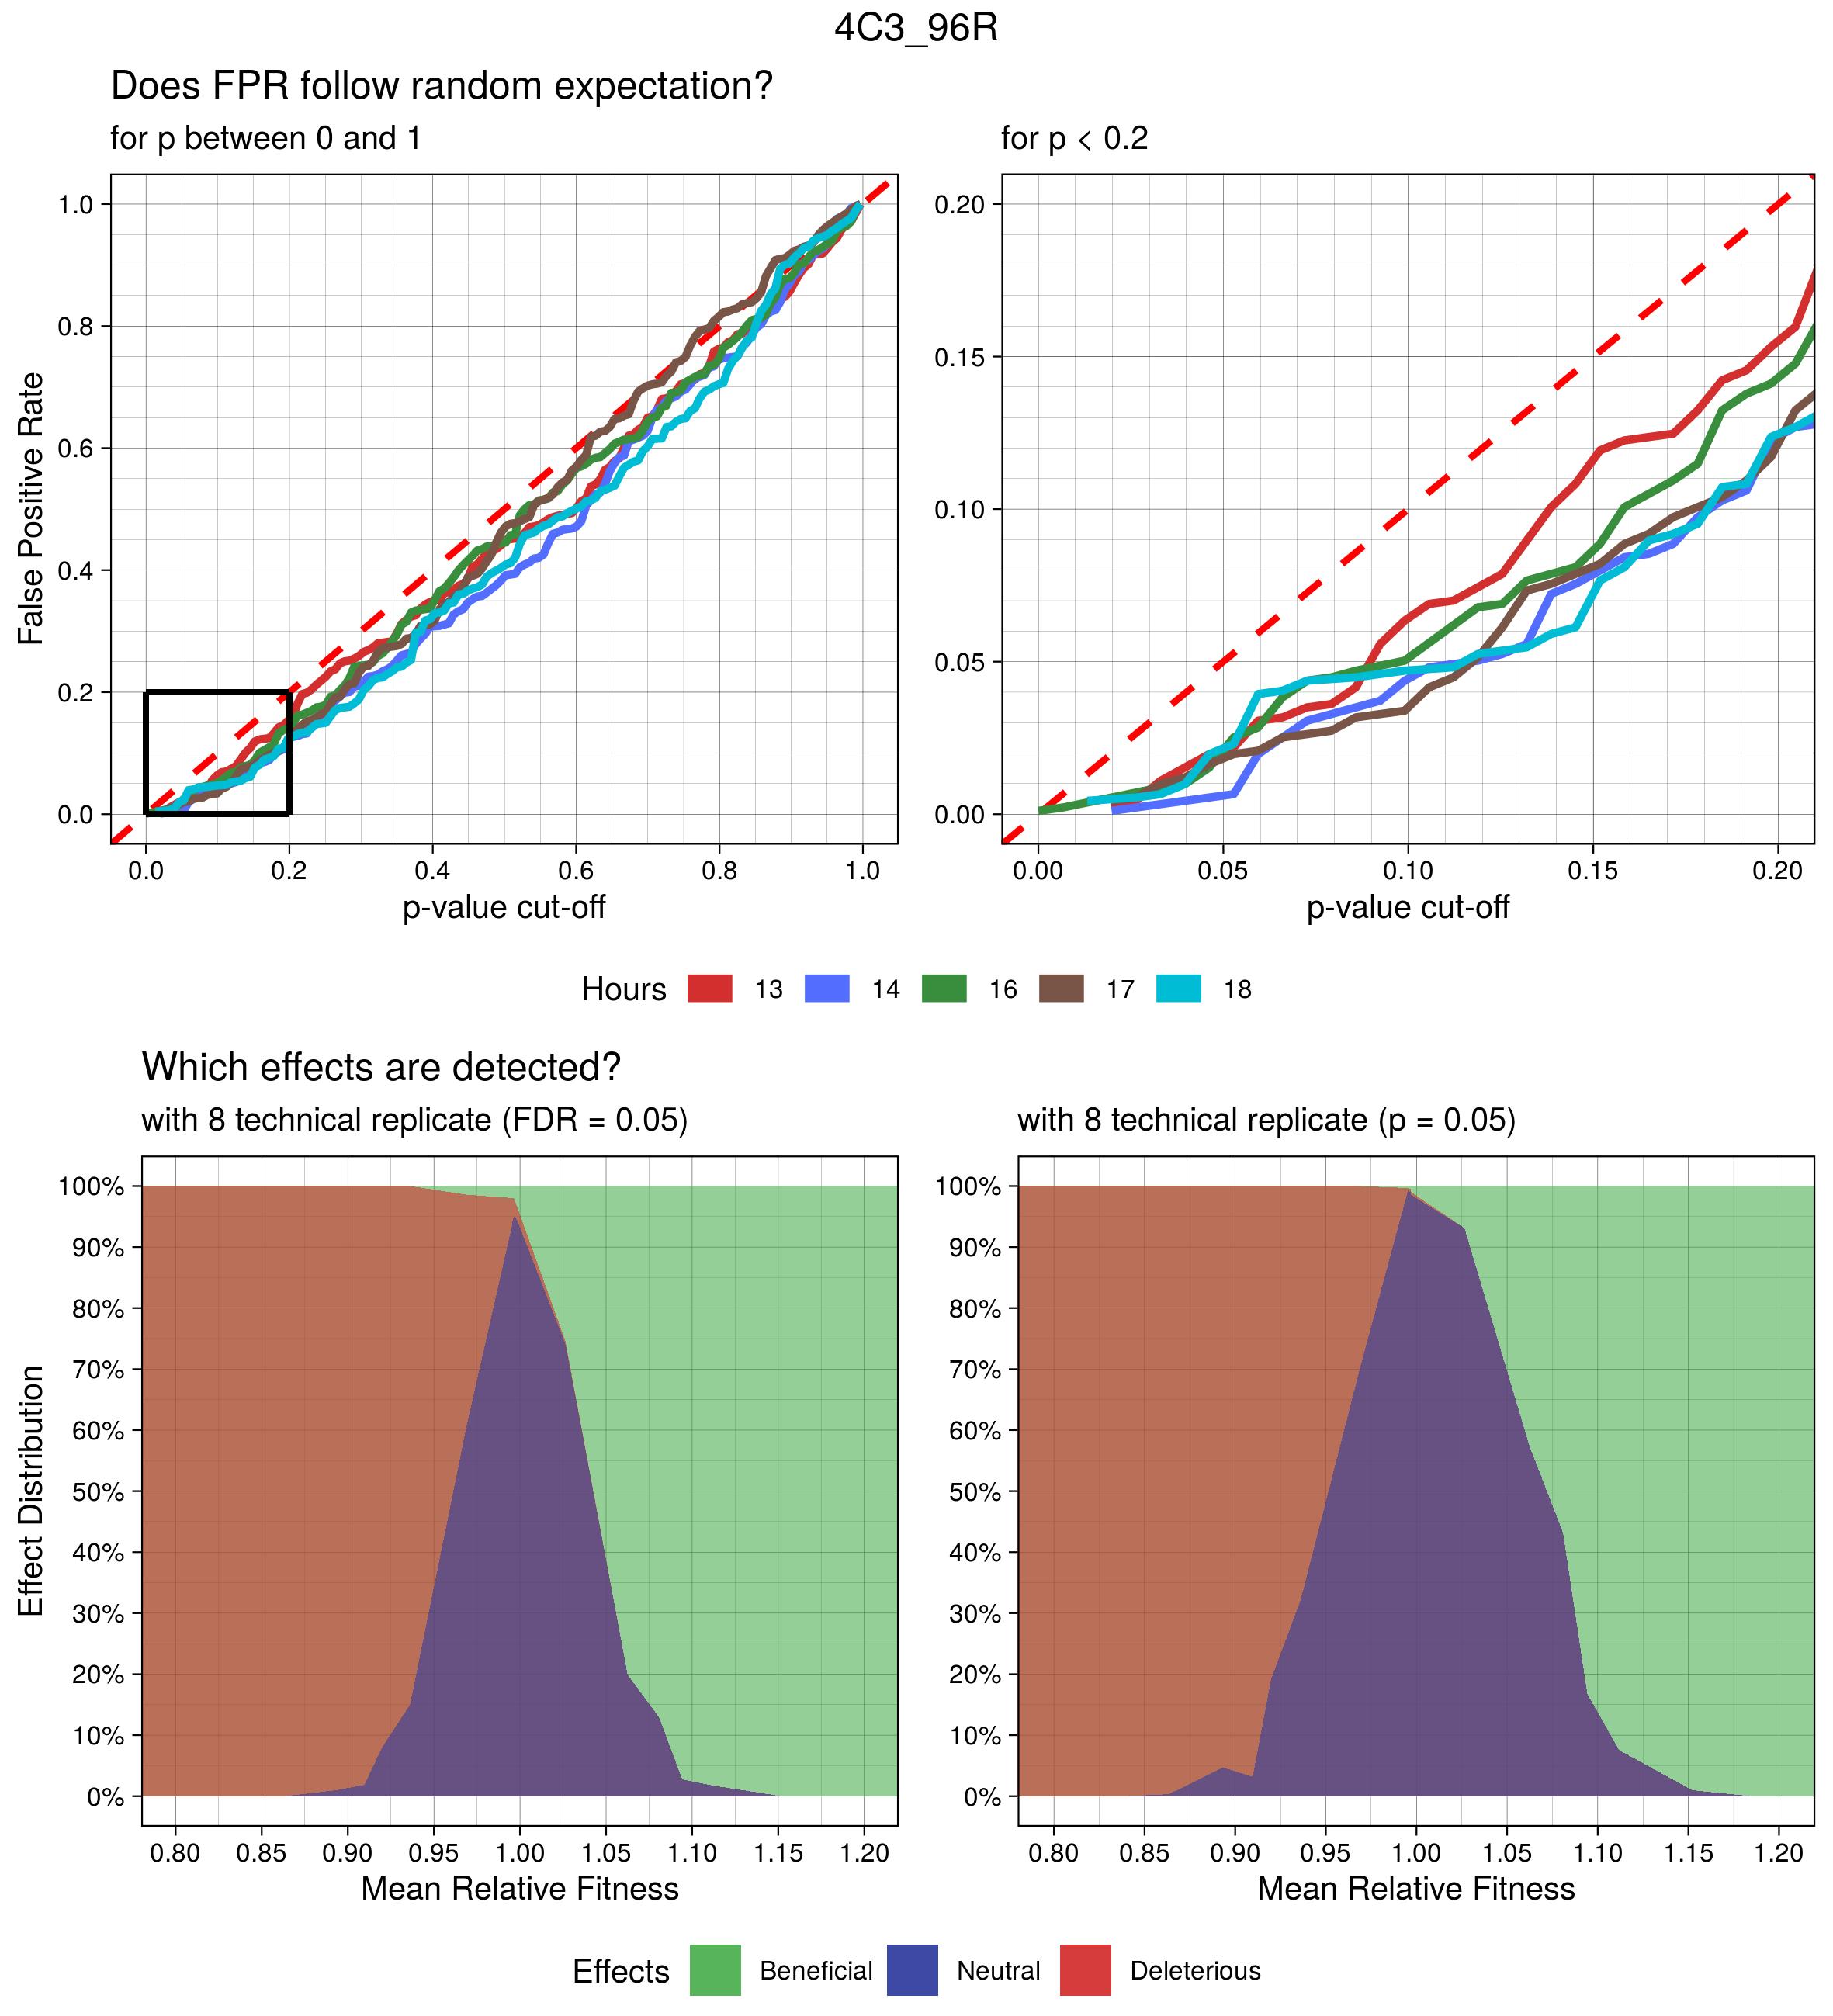 4C3_96R
Does FPR follow random expectation?
for p between 0 and 1
for p < 0.2
False Positive Rate
1.0
0.8
0.6
0.4
0.2
0.0
0.0 0.2 0.4 0.6 0.8 1.0
p-value cut-off
0.20
0.15
0.10
0.05
0.00
0.00 0.05 0.10 0.15 0.20
p-value cut-off
Hours 13 14 16 17 18
Which effects are detected?
with 8 technical replicate (FDR = 0.05)
with 8 technical replicate (p = 0.05)
Effect Distribution
100%
90%
80%
70%
60%
50%
40%
30%
20%
10%
0%
0.80 0.85 0.90 0.95 1.00 1.05 1.10 1.15 1.20
Mean Relative Fitness
100%
90%
80%
70%
60%
50%
40%
30%
20%
10%
0%
0.80 0.85 0.90 0.95 1.00 1.05 1.10 1.15 1.20
Mean Relative Fitness
Effects Beneficial Neutral Deleterious